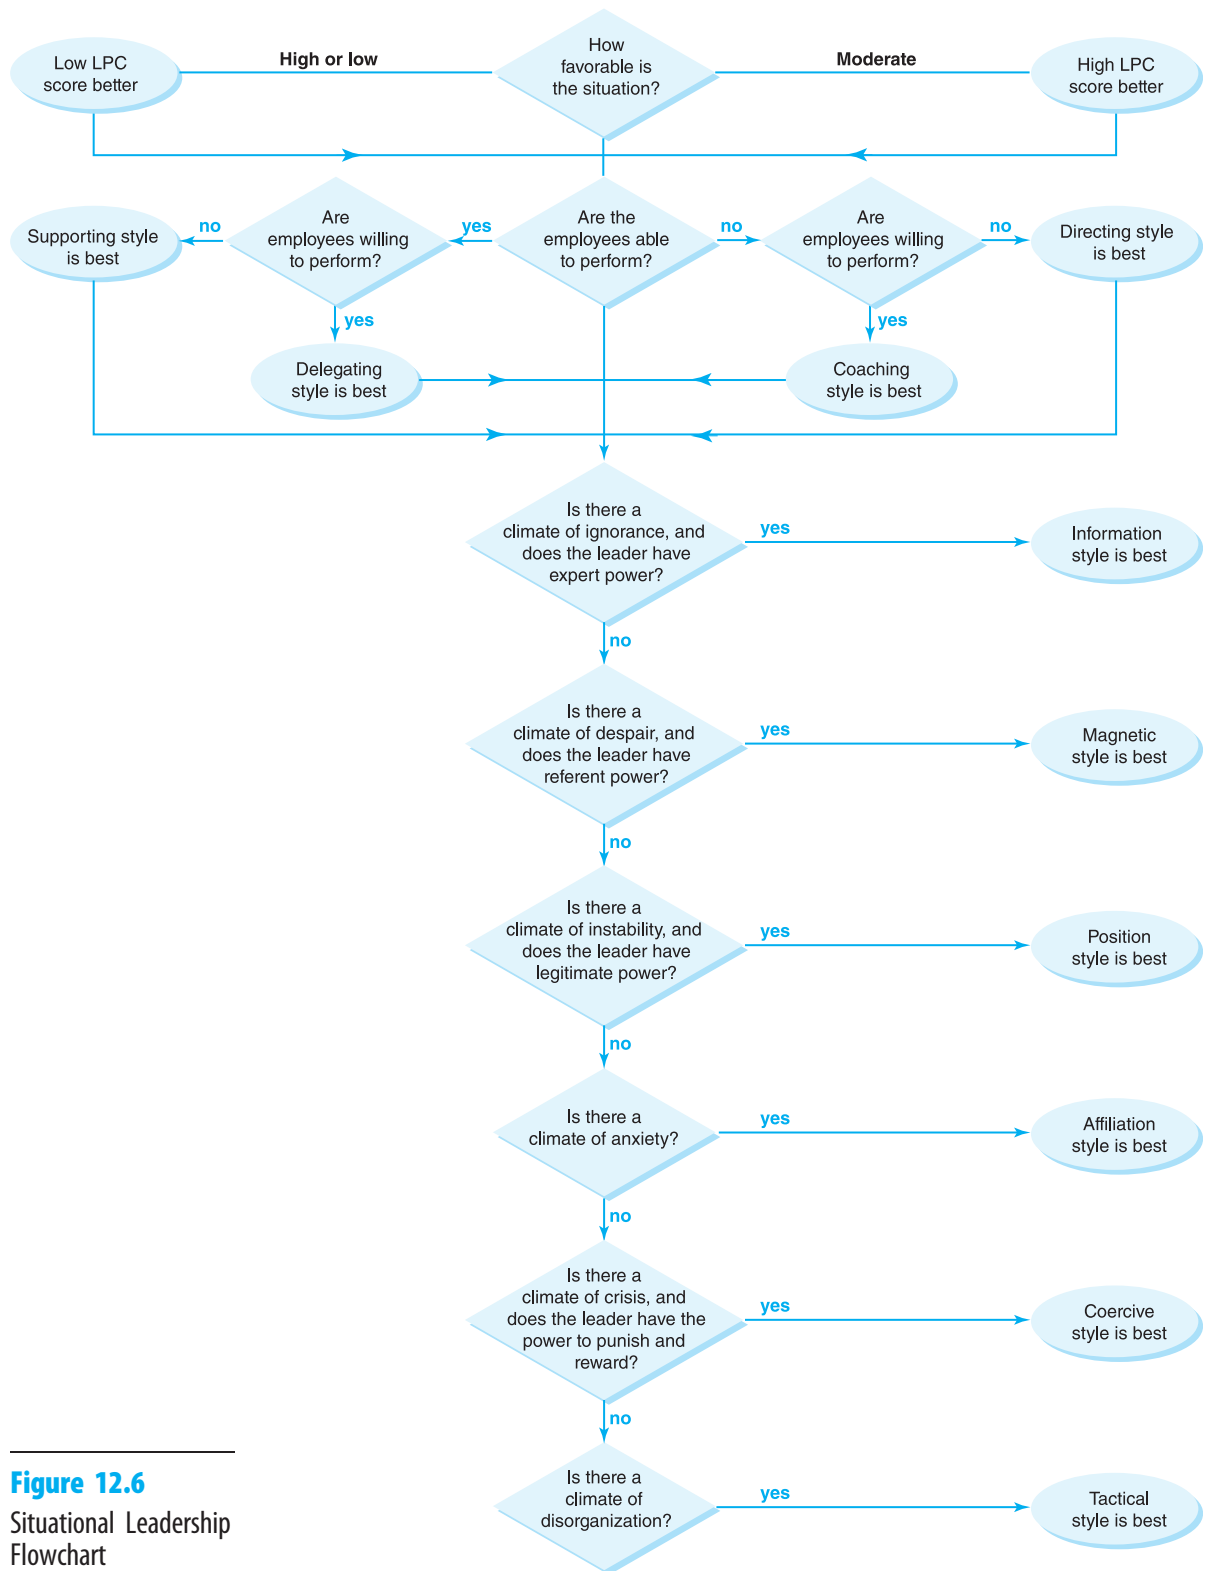 How
favorable is
the situation?
High or low
Moderate
Low LPC
score better
High LPC
score better
Are the
employees able
to perform?
yes
no
Are
employees willing
to perform?
no
yes
Supporting style
is best
Delegating
style is best
Are
employees willing
to perform?
no
yes
Directing style
is best
Coaching
style is best
Is there a
climate of ignorance, and
does the leader have
expert power?
yes
Information
style is best
no
Is there a
climate of despair, and
does the leader have
referent power?
yes
Magnetic
style is best
no
Is there a
climate of instability, and
does the leader have
legitimate power?
yes
Position
style is best
no
Is there a
climate of anxiety?
yes
Affiliation
style is best
no
Is there a
climate of crisis, and
does the leader have the
power to punish and
reward?
yes
Coercive
style is best
no
Is there a
climate of
disorganization?
yes
Tactical
style is best
Figure 12.6
Situational Leadership
Flowchart